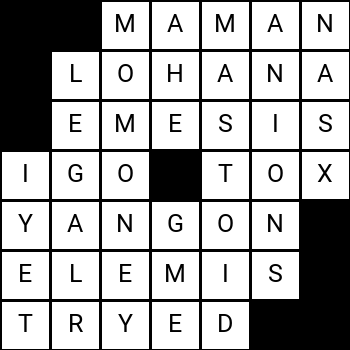 MAMAN
LOHANA
EMESIS
IGO TOX
YANGON
ELEMIS
TRYED